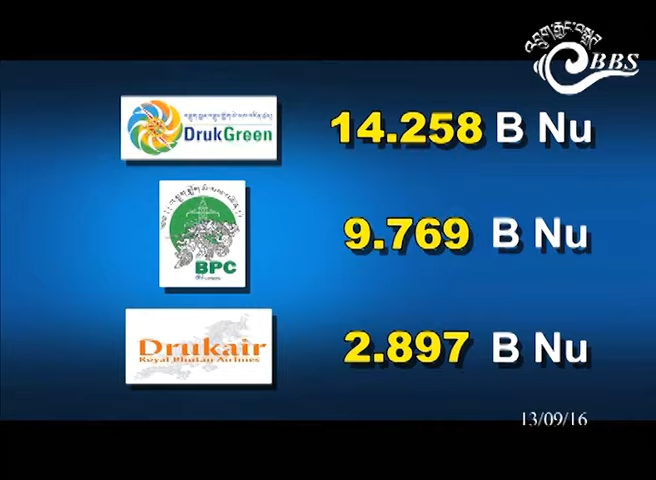 BBS
DrukGreen
14.258 B Nu
BPC
9.769 B Nu
Drukair
Royal Bhutan Airlines
2.897 B Nu
13/09/16